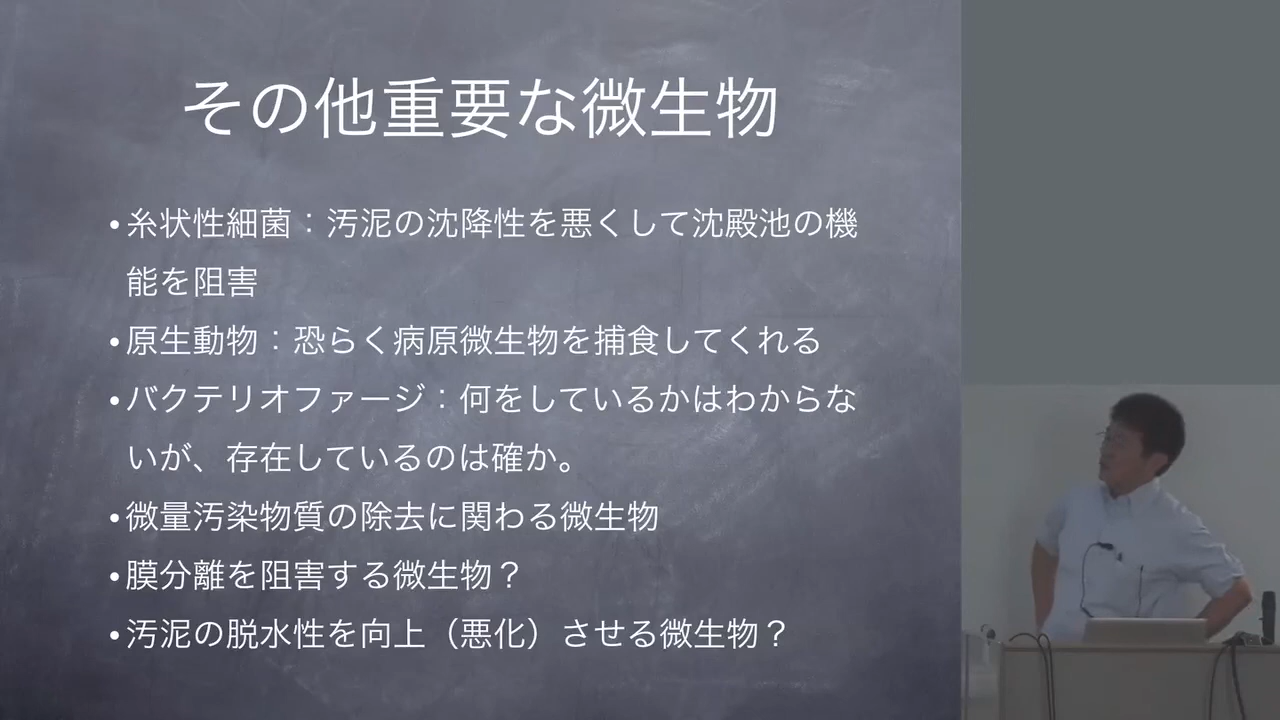 その他重要な微生物
•糸状性細菌：汚泥の沈降性を悪くして沈殿池の機
能を阻害
•原生動物：恐らく病原微生物を捕食してくれる
•バクテリオファージ：何をしているかはわからな
いが、存在しているのは確か。
•微量汚染物質の除去に関わる微生物
•膜分離を阻害する微生物？
•汚泥の脱水性を向上（悪化）させる微生物？